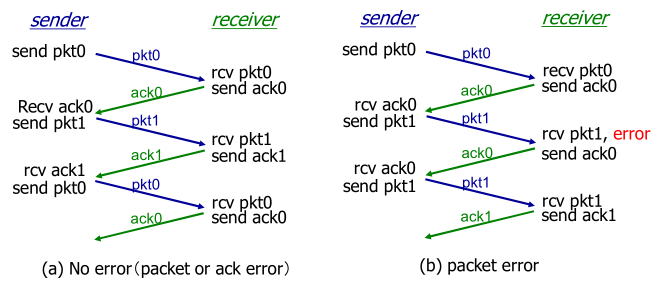 sender
receiver
send pkt0
pkt0
rcv pkt0
send ack0
ack0
Recv ack0
send pkt1
pkt1
rcv pkt1
send ack1
ack1
rcv ack1
send pkt0
pkt0
rcv pkt0
send ack0
ack0
(a) No error(packet or ack error)
sender
receiver
send pkt0
pkt0
recv pkt0
send ack0
ack0
rcv ack0
send pkt1
pkt1
rcv pkt1, error
send ack0
ack0
rcv ack0
send pkt1
pkt1
rcv pkt1
send ack1
ack1
(b) packet error